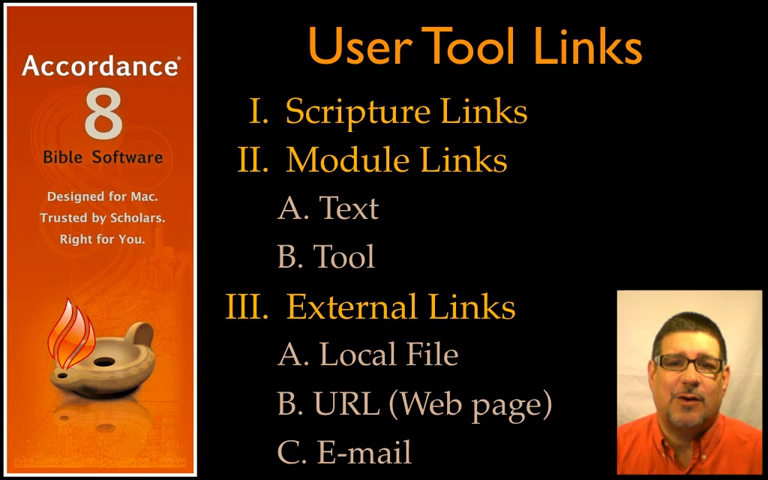 Accordance®
8
Bible Software
Designed for Mac.
Trusted by Scholars.
Right for You.
User Tool Links
I. Scripture Links
II. Module Links
A. Text
B. Tool
III. External Links
A. Local File
B. URL (Web page)
C. E-mail